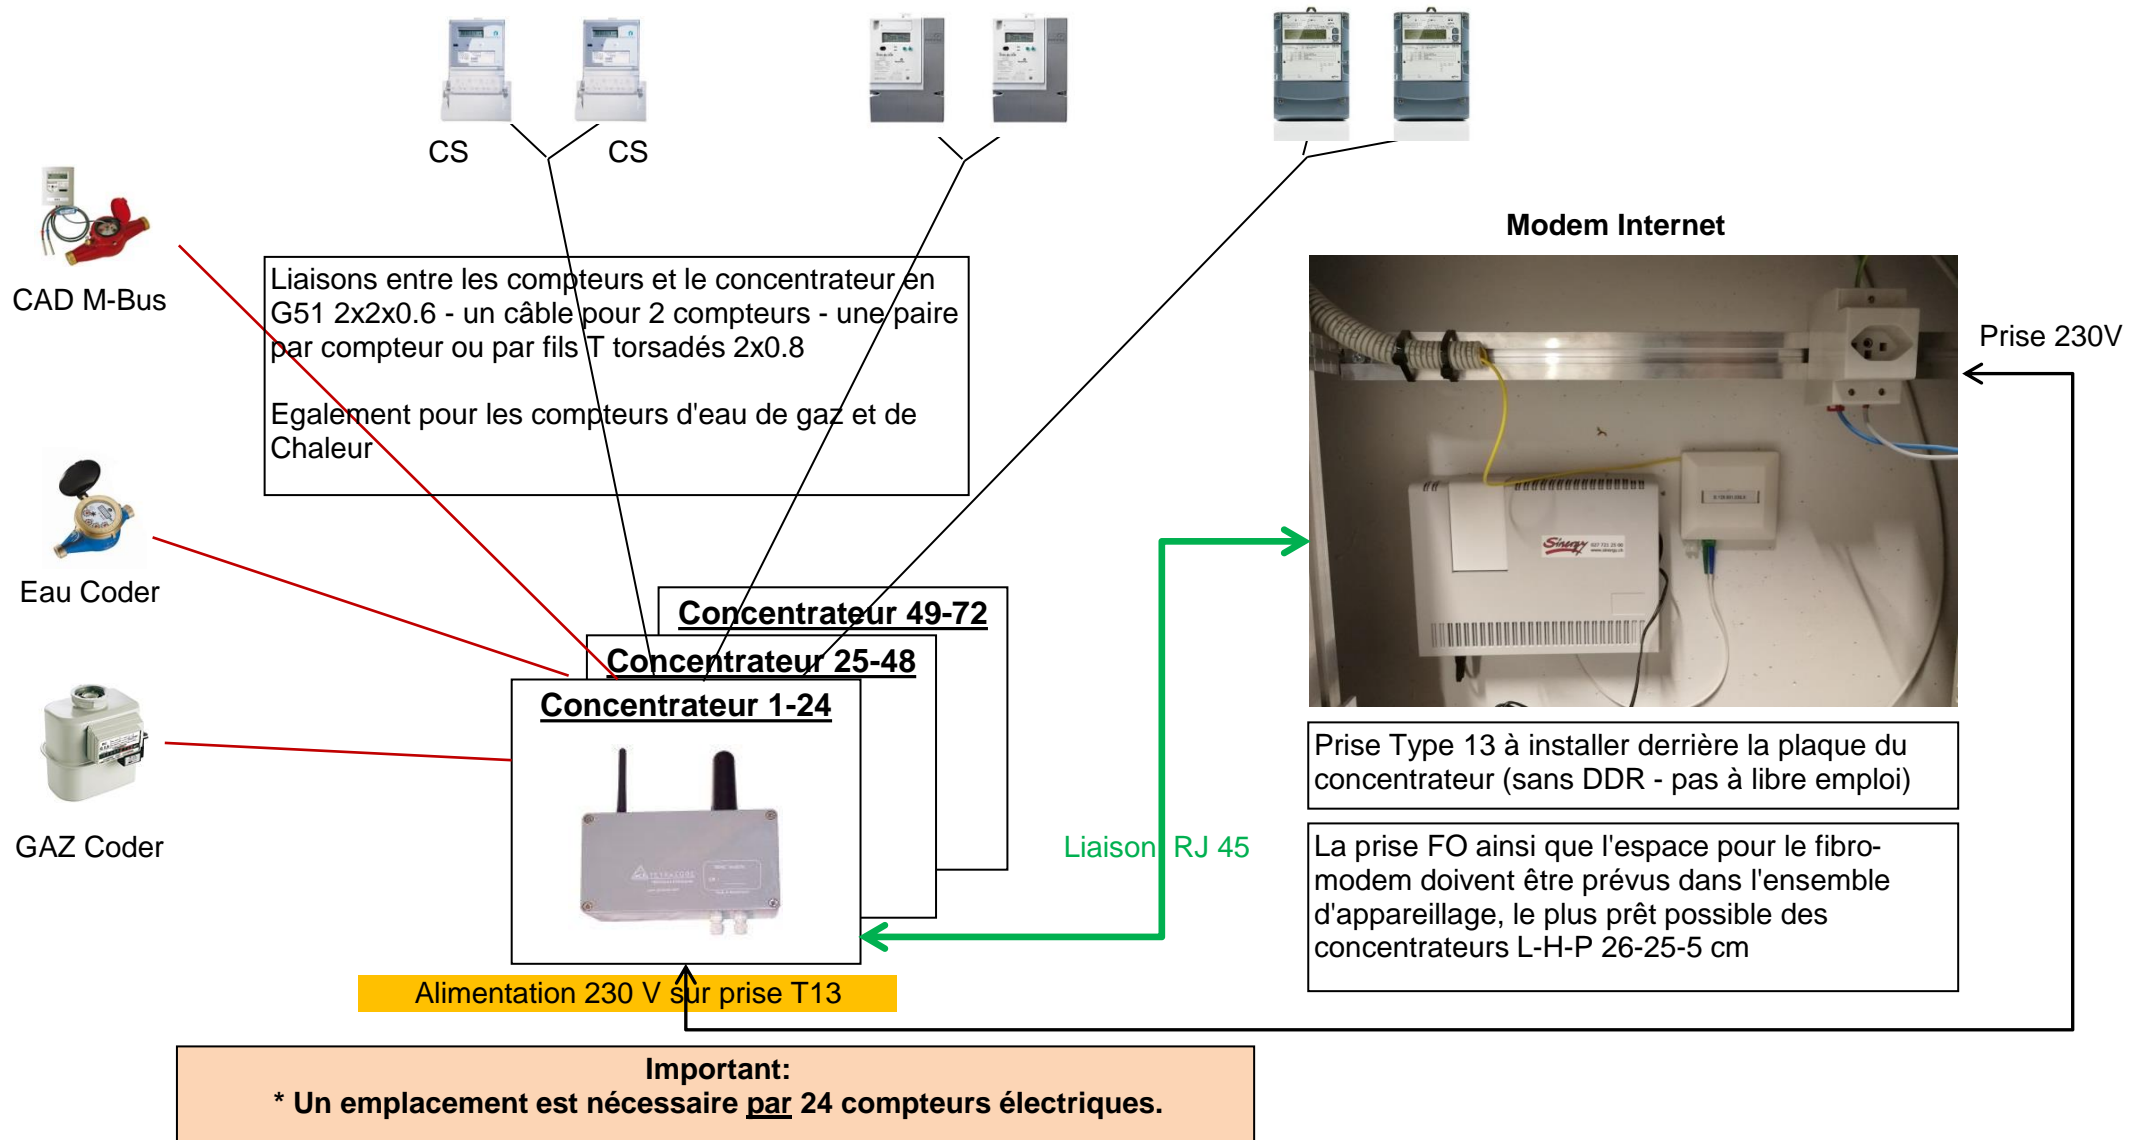 CS
CS
CAD M-Bus
Liaisons entre les compteurs et le concentrateur en
G51 2x2x0.6 - un câble pour 2 compteurs - une paire
par compteur ou par fils T torsadés 2x0.8
Egalement pour les compteurs d'eau de gaz et de
Chaleur
Eau Coder
GAZ Coder
Concentrateur 49-72
Concentrateur 25-48
Concentrateur 1-24
Alimentation 230 V sur prise T13
Liaison RJ 45
Modem Internet
Prise 230V
Sinergy
Prise Type 13 à installer derrière la plaque du
concentrateur (sans DDR - pas à libre emploi)
La prise FO ainsi que l'espace pour le fibro-
modem doivent être prévus dans l'ensemble
d'appareillage, le plus prêt possible des
concentrateurs L-H-P 26-25-5 cm
Important:
* Un emplacement est nécessaire par 24 compteurs électriques.